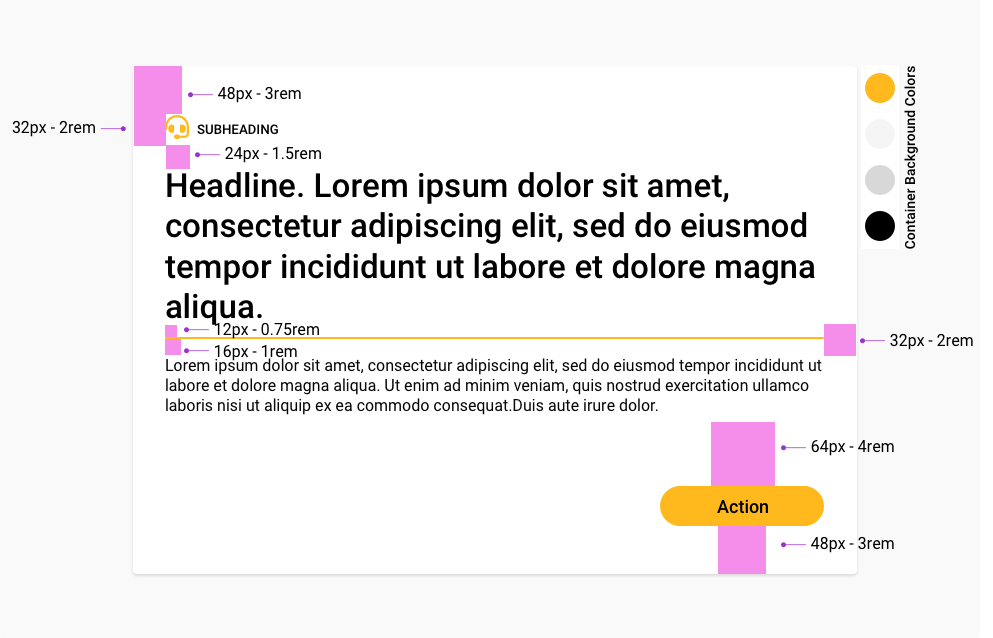 48px - 3rem
32px - 2rem
SUBHEADING
24px - 1.5rem
Headline. Lorem ipsum dolor sit amet,
consectetur adipiscing elit, sed do eiusmod
tempor incididunt ut labore et dolore magna
aliqua.
12px - 0.75rem
32px - 2rem
16px - 1rem
Lorem ipsum dolor sit amet, consectetur adipiscing elit, sed do eiusmod tempor incididunt ut
labore et dolore magna aliqua. Ut enim ad minim veniam, quis nostrud exercitation ullamco
laboris nisi ut aliquip ex ea commodo consequat.Duis aute irure dolor.
64px - 4rem
Action
48px - 3rem
Container Background Colors